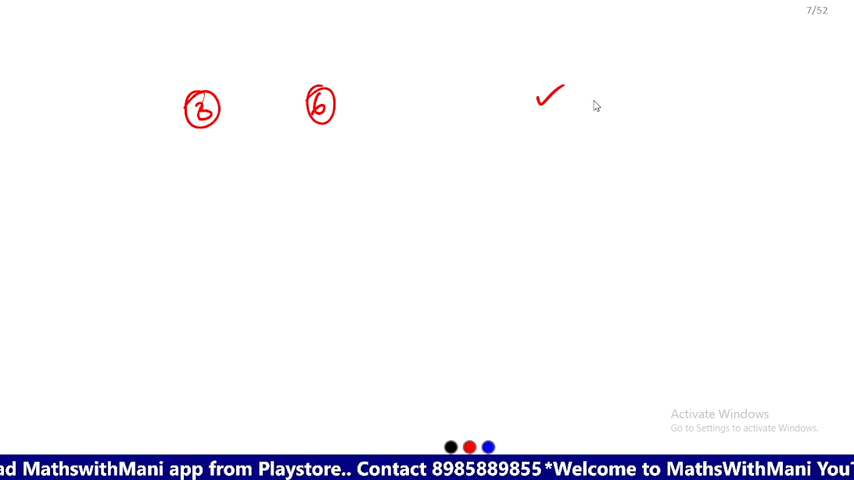 7/52
3 6 ✓
Activate Windows
Go to Settings to activate Windows.
ad MathswithMani app from Playstore.. Contact 8985889855 *Welcome to MathsWithMani YouT